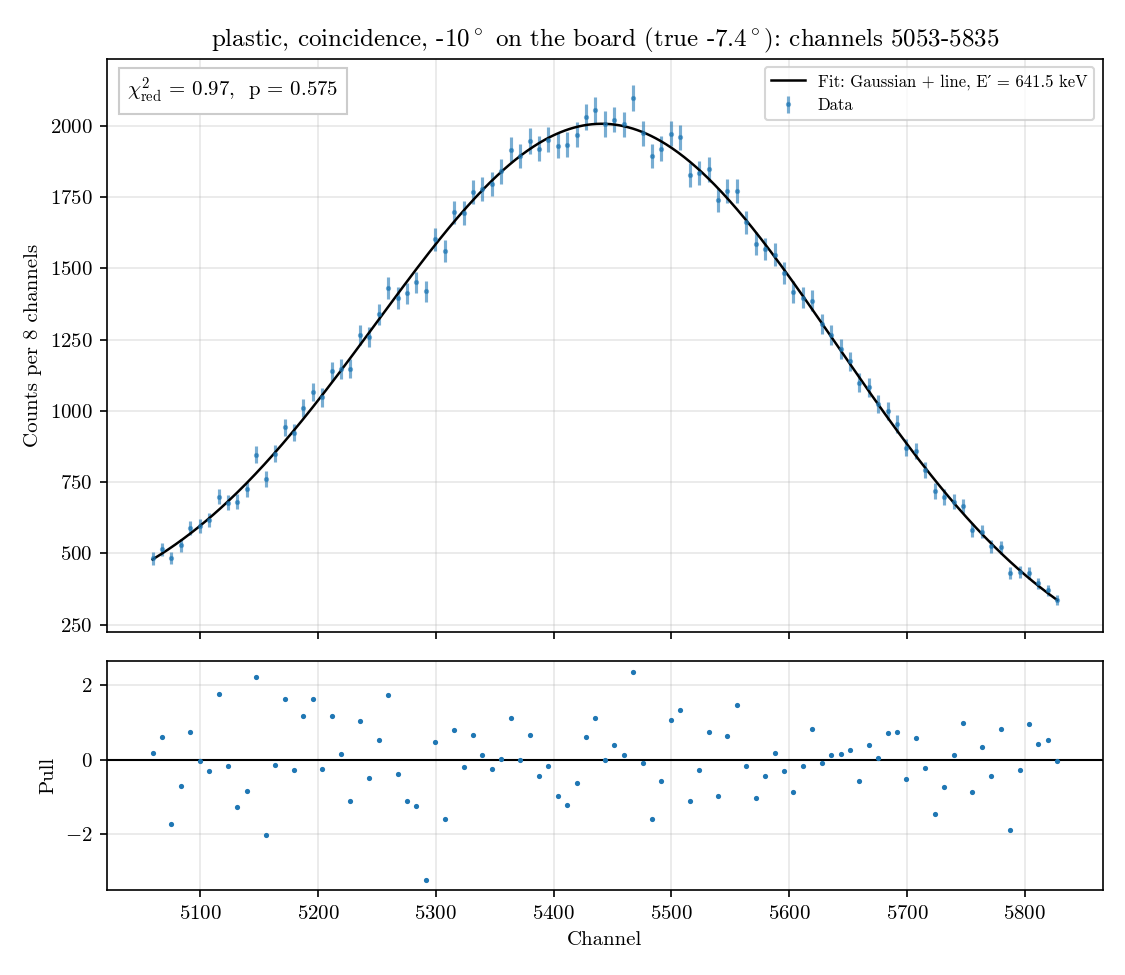 plastic, coincidence, -10° on the board (true -7.4°): channels 5053-5835
χ²red = 0.97, p = 0.575
Fit: Gaussian + line, E′ = 641.5 keV
Data
Counts per 8 channels
2000
1750
1500
1250
1000
750
500
250
Pull
2
0
−2
5100 5200 5300 5400 5500 5600 5700 5800
Channel